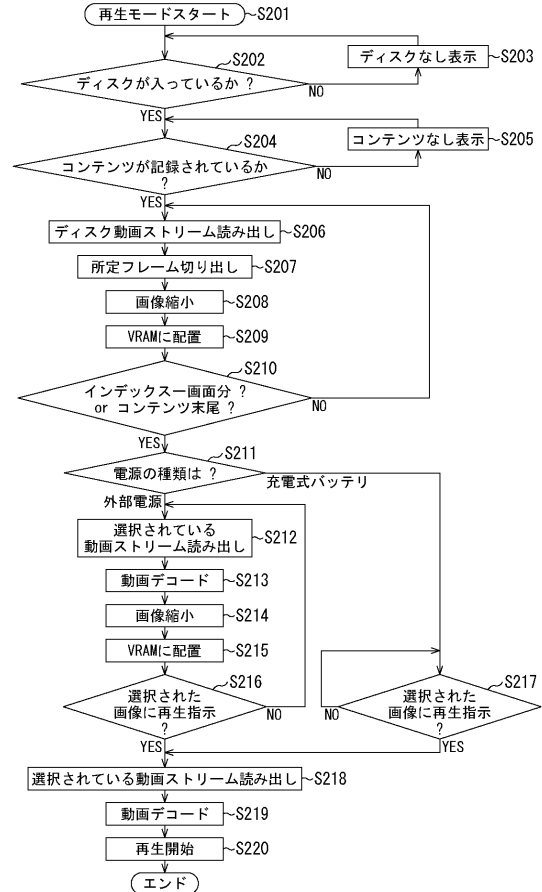 再生モードスタート
S201
S202
ディスクなし表示
S203
ディスクが入っているか ?
NO
YES
S204
コンテンツなし表示
S205
コンテンツが記録されているか
?
NO
YES
ディスク動画ストリーム読み出し
S206
所定フレーム切り出し
S207
画像縮小
S208
VRAMに配置
S209
S210
インデックス一画面分 ?
or コンテンツ末尾 ?
NO
YES
S211
電源の種類は ?
充電式バッテリ
外部電源
選択されている
動画ストリーム読み出し
S212
動画デコード
S213
画像縮小
S214
VRAMに配置
S215
S216
選択された
画像に再生指示
?
NO
YES
S217
選択された
画像に再生指示
?
NO
YES
選択されている動画ストリーム読み出し
S218
動画デコード
S219
再生開始
S220
エンド